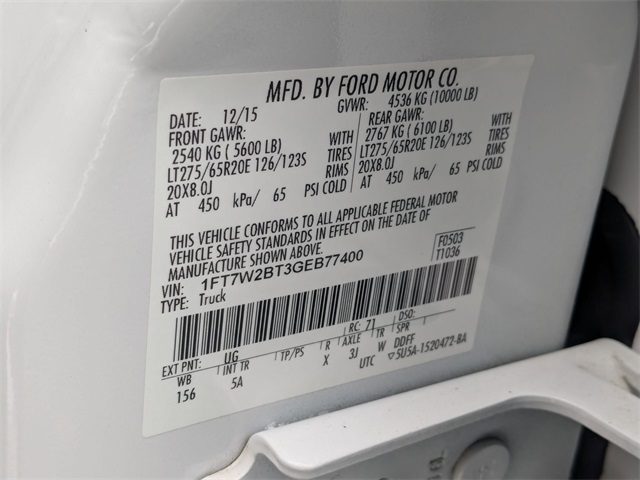 MFD. BY FORD MOTOR CO.
DATE: 12/15 GVWR: 4536 KG (10000 LB)
FRONT GAWR: REAR GAWR:
2540 KG ( 5600 LB) WITH 2767 KG ( 6100 LB) WITH
LT275/65R20E 126/123S TIRES LT275/65R20E 126/123S TIRES
20X8.0J RIMS 20X8.0J RIMS
AT 450 kPa/ 65 PSI COLD AT 450 kPa/ 65 PSI COLD
THIS VEHICLE CONFORMS TO ALL APPLICABLE FEDERAL MOTOR
VEHICLE SAFETY STANDARDS IN EFFECT ON THE DATE OF
MANUFACTURE SHOWN ABOVE.
VIN: 1FT7W2BT3GEB77400 F0503
TYPE: Truck T1036
EXT PNT: UG RC: 71 DSO:
WB INT TR TP/PS R AXLE TR SPR
156 5A X 3J W DDFF
UTC ▽5U5A-1520472-BA